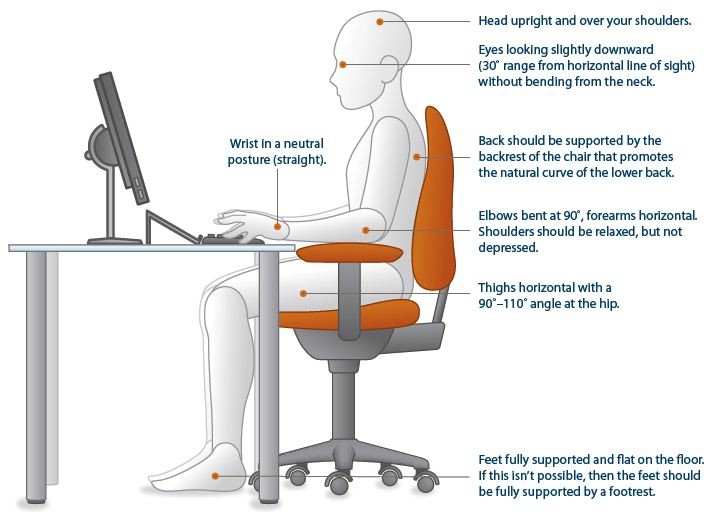 Head upright and over your shoulders.
Eyes looking slightly downward
(30˚ range from horizontal line of sight)
without bending from the neck.
Wrist in a neutral
posture (straight).
Back should be supported by the
backrest of the chair that promotes
the natural curve of the lower back.
Elbows bent at 90˚, forearms horizontal.
Shoulders should be relaxed, but not
depressed.
Thighs horizontal with a
90˚–110˚ angle at the hip.
Feet fully supported and flat on the floor.
If this isn’t possible, then the feet should
be fully supported by a footrest.